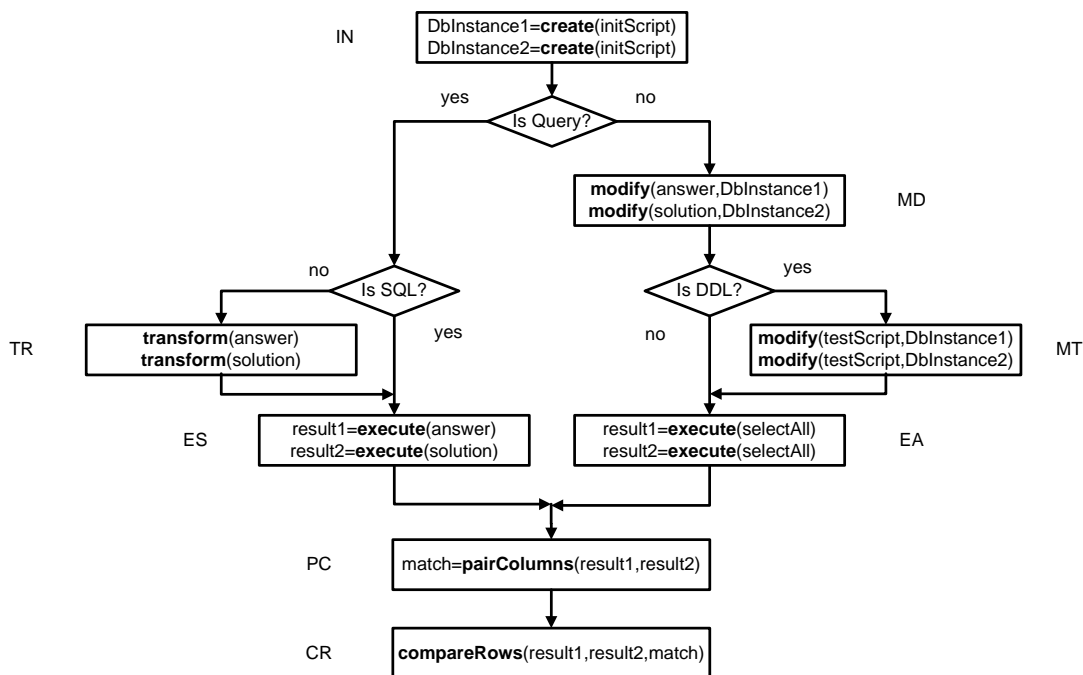 IN
DbInstance1=create(initScript)
DbInstance2=create(initScript)
yes
no
Is Query?
modify(answer,DbInstance1)
modify(solution,DbInstance2)
MD
no
Is SQL?
yes
Is DDL?
yes
no
TR
transform(answer)
transform(solution)
modify(testScript,DbInstance1)
modify(testScript,DbInstance2)
MT
ES
result1=execute(answer)
result2=execute(solution)
result1=execute(selectAll)
result2=execute(selectAll)
EA
PC
match=pairColumns(result1,result2)
CR
compareRows(result1,result2,match)